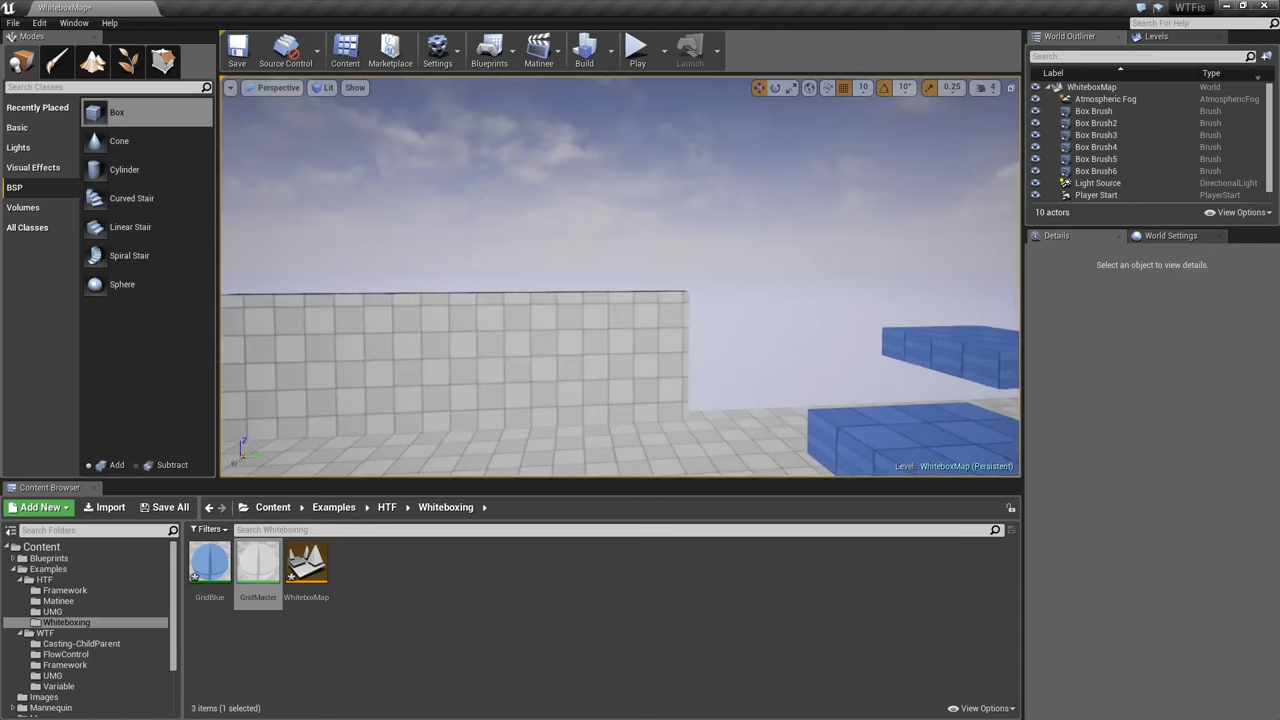 WhiteboxMap*
WTFis
File Edit Window Help
Search For Help
Modes
World Outliner
Levels
Save
Source Control
Content
Marketplace
Settings
Blueprints
Matinee
Build
Play
Launch
Search...
Search Classes
Perspective
Lit
Show
10
10°
0.25
4
Label
Type
Recently Placed
Basic
Lights
Visual Effects
BSP
Volumes
All Classes
Box
Cone
Cylinder
Curved Stair
Linear Stair
Spiral Stair
Sphere
WhiteboxMap World
Atmospheric Fog AtmosphericFog
Box Brush Brush
Box Brush2 Brush
Box Brush3 Brush
Box Brush4 Brush
Box Brush5 Brush
Box Brush6 Brush
Light Source DirectionalLight
Player Start PlayerStart
10 actors
View Options
Details
World Settings
Select an object to view details.
Z
Add
Subtract
Level: WhiteboxMap (Persistent)
Content Browser
Add New
Import
Save All
Content
Examples
HTF
Whiteboxing
Search Folders
Filters
Search Whiteboxing
Content
Blueprints
Examples
HTF
Framework
Matinee
UMG
Whiteboxing
WTF
Casting-ChildParent
FlowControl
Framework
UMG
Variable
Images
Mannequin
GridBlue
GridMaster
WhiteboxMap
3 items (1 selected)
View Options